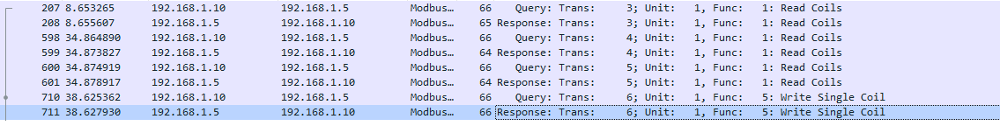 207 8.653265 192.168.1.10 192.168.1.5 Modbus… 66 Query: Trans: 3; Unit: 1, Func: 1: Read Coils
208 8.655607 192.168.1.5 192.168.1.10 Modbus… 65 Response: Trans: 3; Unit: 1, Func: 1: Read Coils
598 34.864890 192.168.1.10 192.168.1.5 Modbus… 66 Query: Trans: 4; Unit: 1, Func: 1: Read Coils
599 34.873827 192.168.1.5 192.168.1.10 Modbus… 64 Response: Trans: 4; Unit: 1, Func: 1: Read Coils
600 34.874919 192.168.1.10 192.168.1.5 Modbus… 66 Query: Trans: 5; Unit: 1, Func: 1: Read Coils
601 34.878917 192.168.1.5 192.168.1.10 Modbus… 64 Response: Trans: 5; Unit: 1, Func: 1: Read Coils
710 38.625362 192.168.1.10 192.168.1.5 Modbus… 66 Query: Trans: 6; Unit: 1, Func: 5: Write Single Coil
711 38.627930 192.168.1.5 192.168.1.10 Modbus… 66 Response: Trans: 6; Unit: 1, Func: 5: Write Single Coil